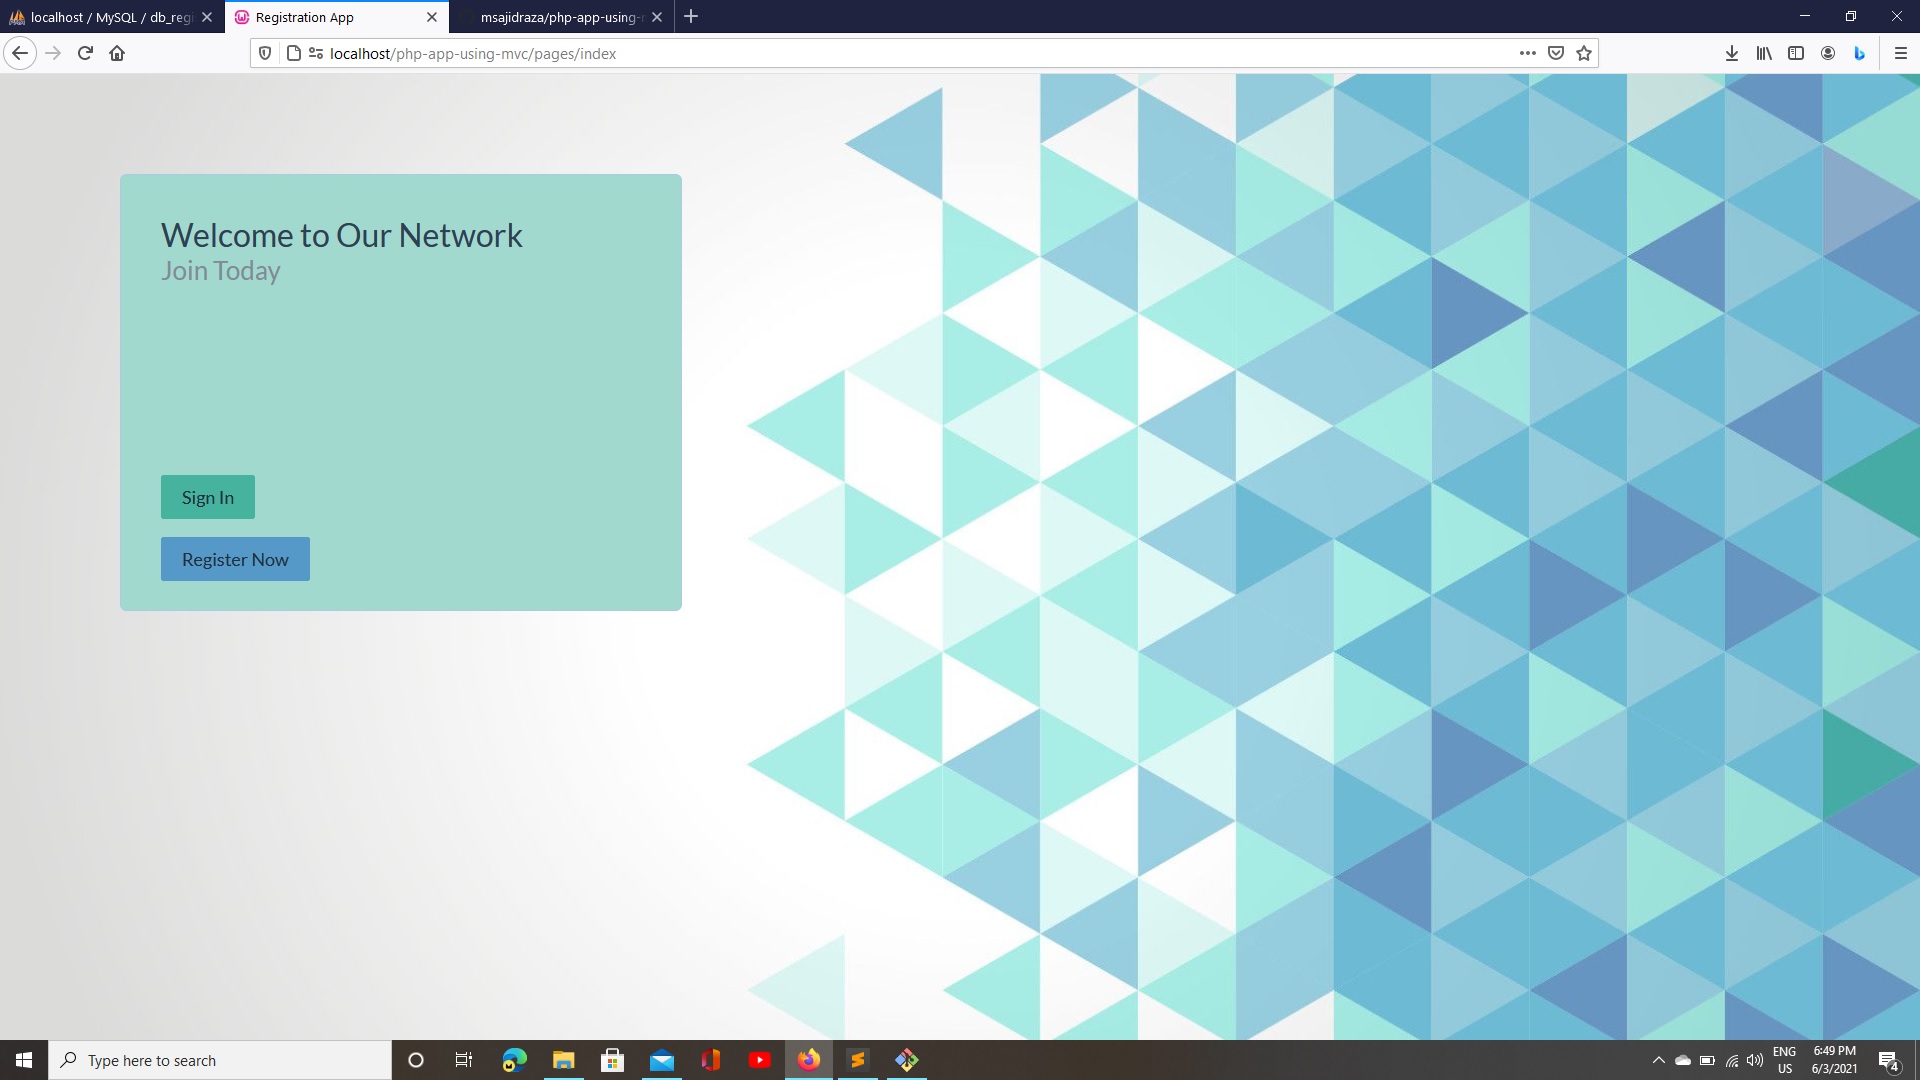 localhost / MySQL / db_regi
Registration App
msajidraza/php-app-using-
localhost/php-app-using-mvc/pages/index
Welcome to Our Network
Join Today
Sign In
Register Now
Type here to search
ENG
US
6:49 PM
6/3/2021
4